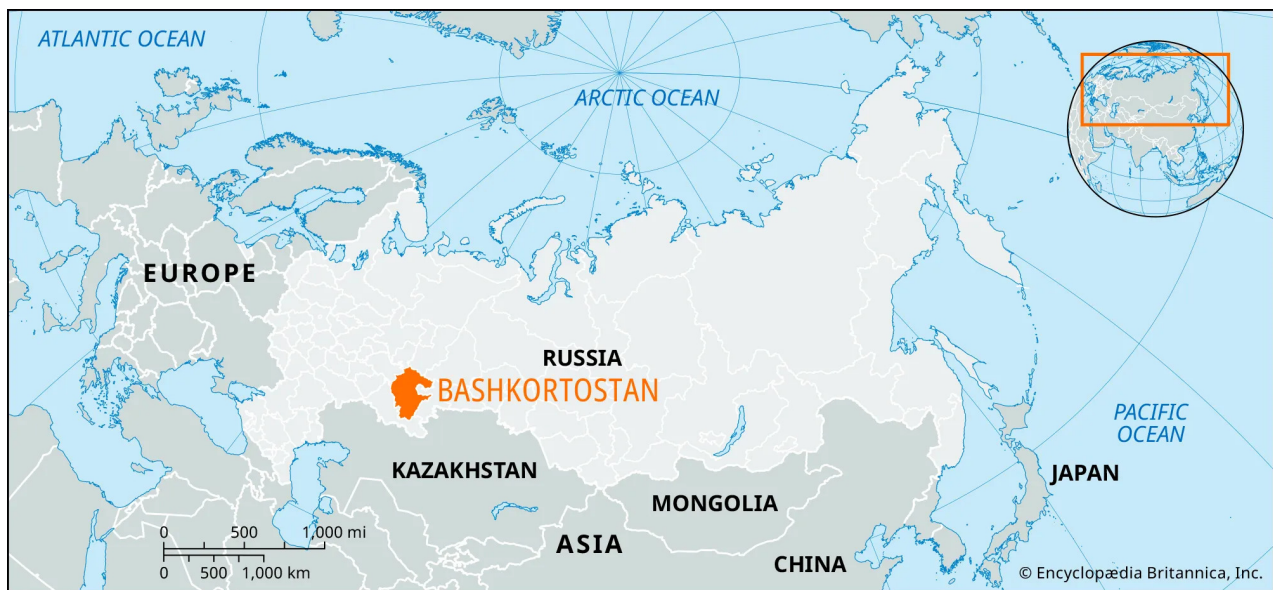 ATLANTIC OCEAN
ARCTIC OCEAN
EUROPE
RUSSIA
BASHKORTOSTAN
PACIFIC
OCEAN
KAZAKHSTAN
JAPAN
MONGOLIA
0 500 1,000 mi
ASIA
0 500 1,000 km
CHINA
© Encyclopædia Britannica, Inc.